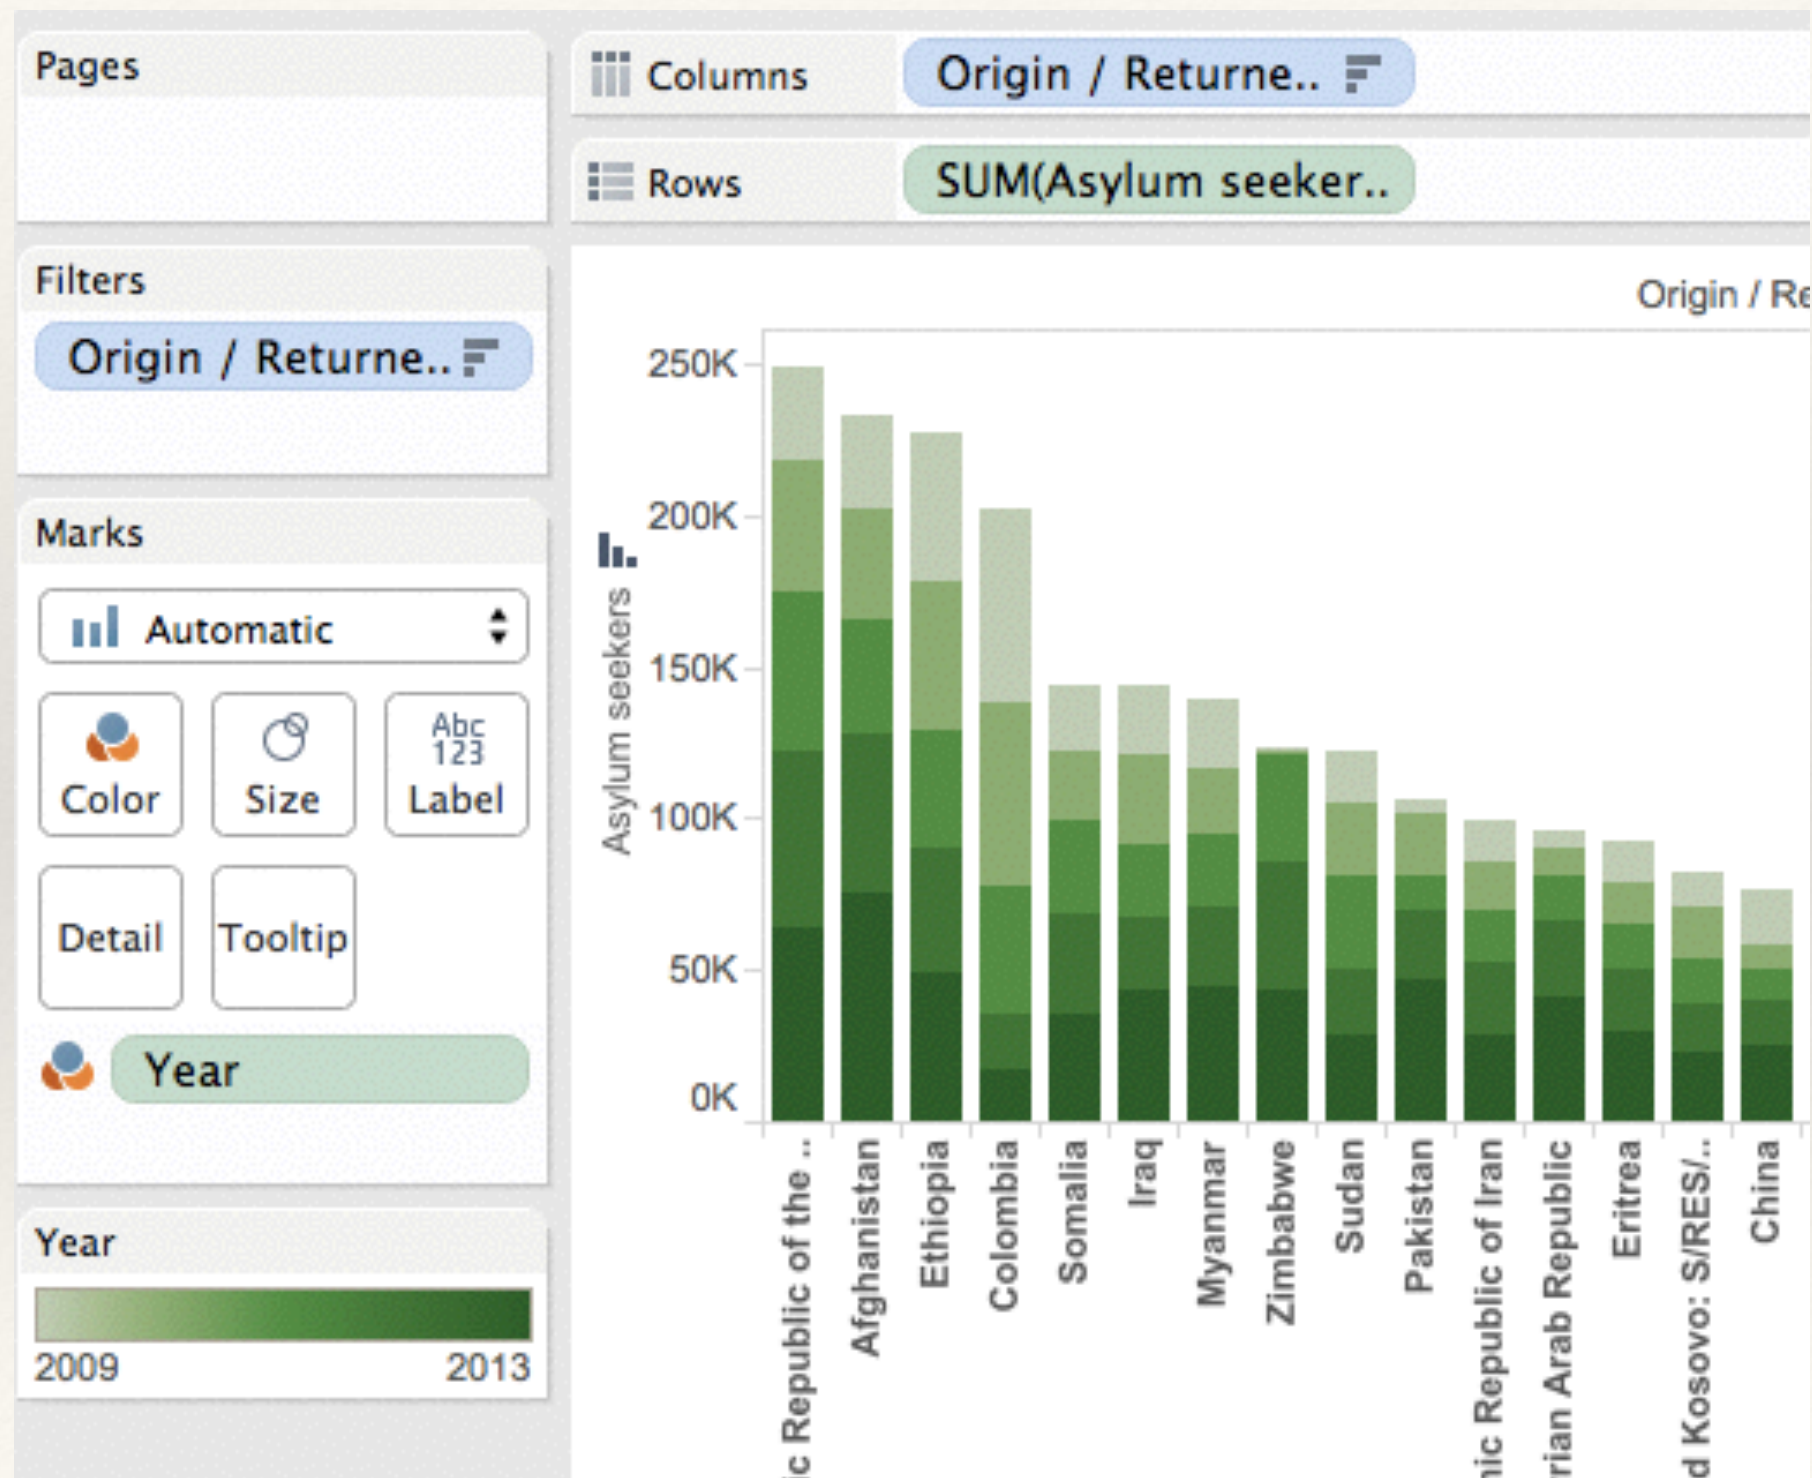 Pages
Filters
Origin / Returne..
Marks
Automatic
Color
Size
Abc
123
Label
Detail
Tooltip
Year
Year
2009
2013
Columns
Origin / Returne..
Rows
SUM(Asylum seeker..
Origin / Re
Asylum seekers
250K
200K
150K
100K
50K
0K
ic Republic of the ..
Afghanistan
Ethiopia
Colombia
Somalia
Iraq
Myanmar
Zimbabwe
Sudan
Pakistan
nic Republic of Iran
rian Arab Republic
Eritrea
d Kosovo: S/RES/..
China